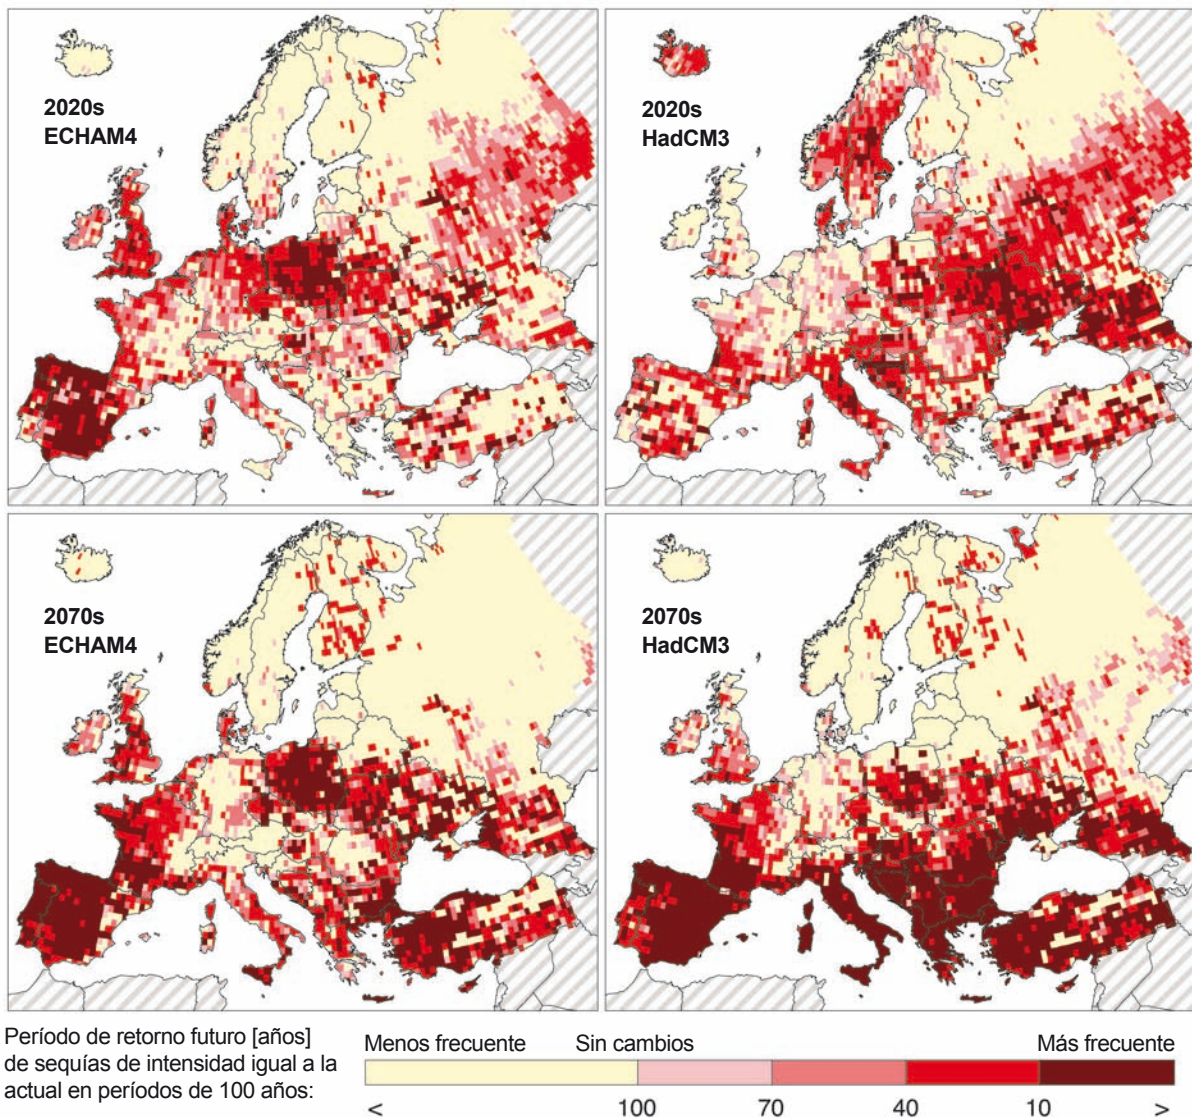 2020s
ECHAM4
2020s
HadCM3
2070s
ECHAM4
2070s
HadCM3
Período de retorno futuro [años]
de sequías de intensidad igual a la
actual en períodos de 100 años:
Menos frecuente Sin cambios Más frecuente
< 100 70 40 10 >